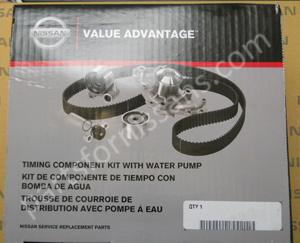 NISSAN
VALUE ADVANTAGE™
TIMING COMPONENT KIT WITH WATER PUMP
KIT DE COMPONENTE DE TIEMPO CON
BOMBA DE AGUA
TROUSSE DE COURROIE DE
DISTRIBUTION AVEC POMPE À EAU
NISSAN SERVICE REPLACEMENT PARTS
QTY 1